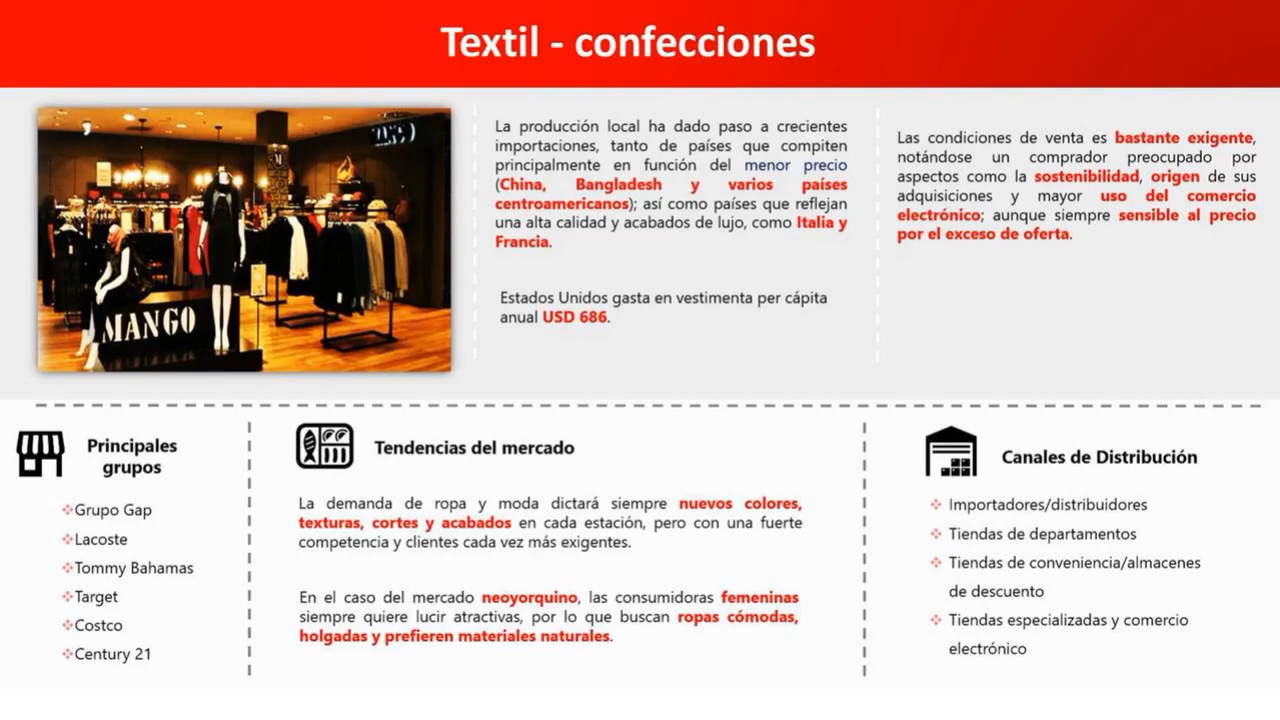 Textil - confecciones
MANGO
MANGO
La producción local ha dado paso a crecientes
importaciones, tanto de países que compiten
principalmente en función del menor precio
(China, Bangladesh y varios países
centroamericanos); así como países que reflejan
una alta calidad y acabados de lujo, como Italia y
Francia.
Estados Unidos gasta en vestimenta per cápita
anual USD 686.
Las condiciones de venta es bastante exigente,
notándose un comprador preocupado por
aspectos como la sostenibilidad, origen de sus
adquisiciones y mayor uso del comercio
electrónico; aunque siempre sensible al precio
por el exceso de oferta.
Principales
grupos
Grupo Gap
Lacoste
Tommy Bahamas
Target
Costco
Century 21
Tendencias del mercado
La demanda de ropa y moda dictará siempre nuevos colores,
texturas, cortes y acabados en cada estación, pero con una fuerte
competencia y clientes cada vez más exigentes.
En el caso del mercado neoyorquino, las consumidoras femeninas
siempre quiere lucir atractivas, por lo que buscan ropas cómodas,
holgadas y prefieren materiales naturales.
Canales de Distribución
Importadores/distribuidores
Tiendas de departamentos
Tiendas de conveniencia/almacenes
de descuento
Tiendas especializadas y comercio
electrónico